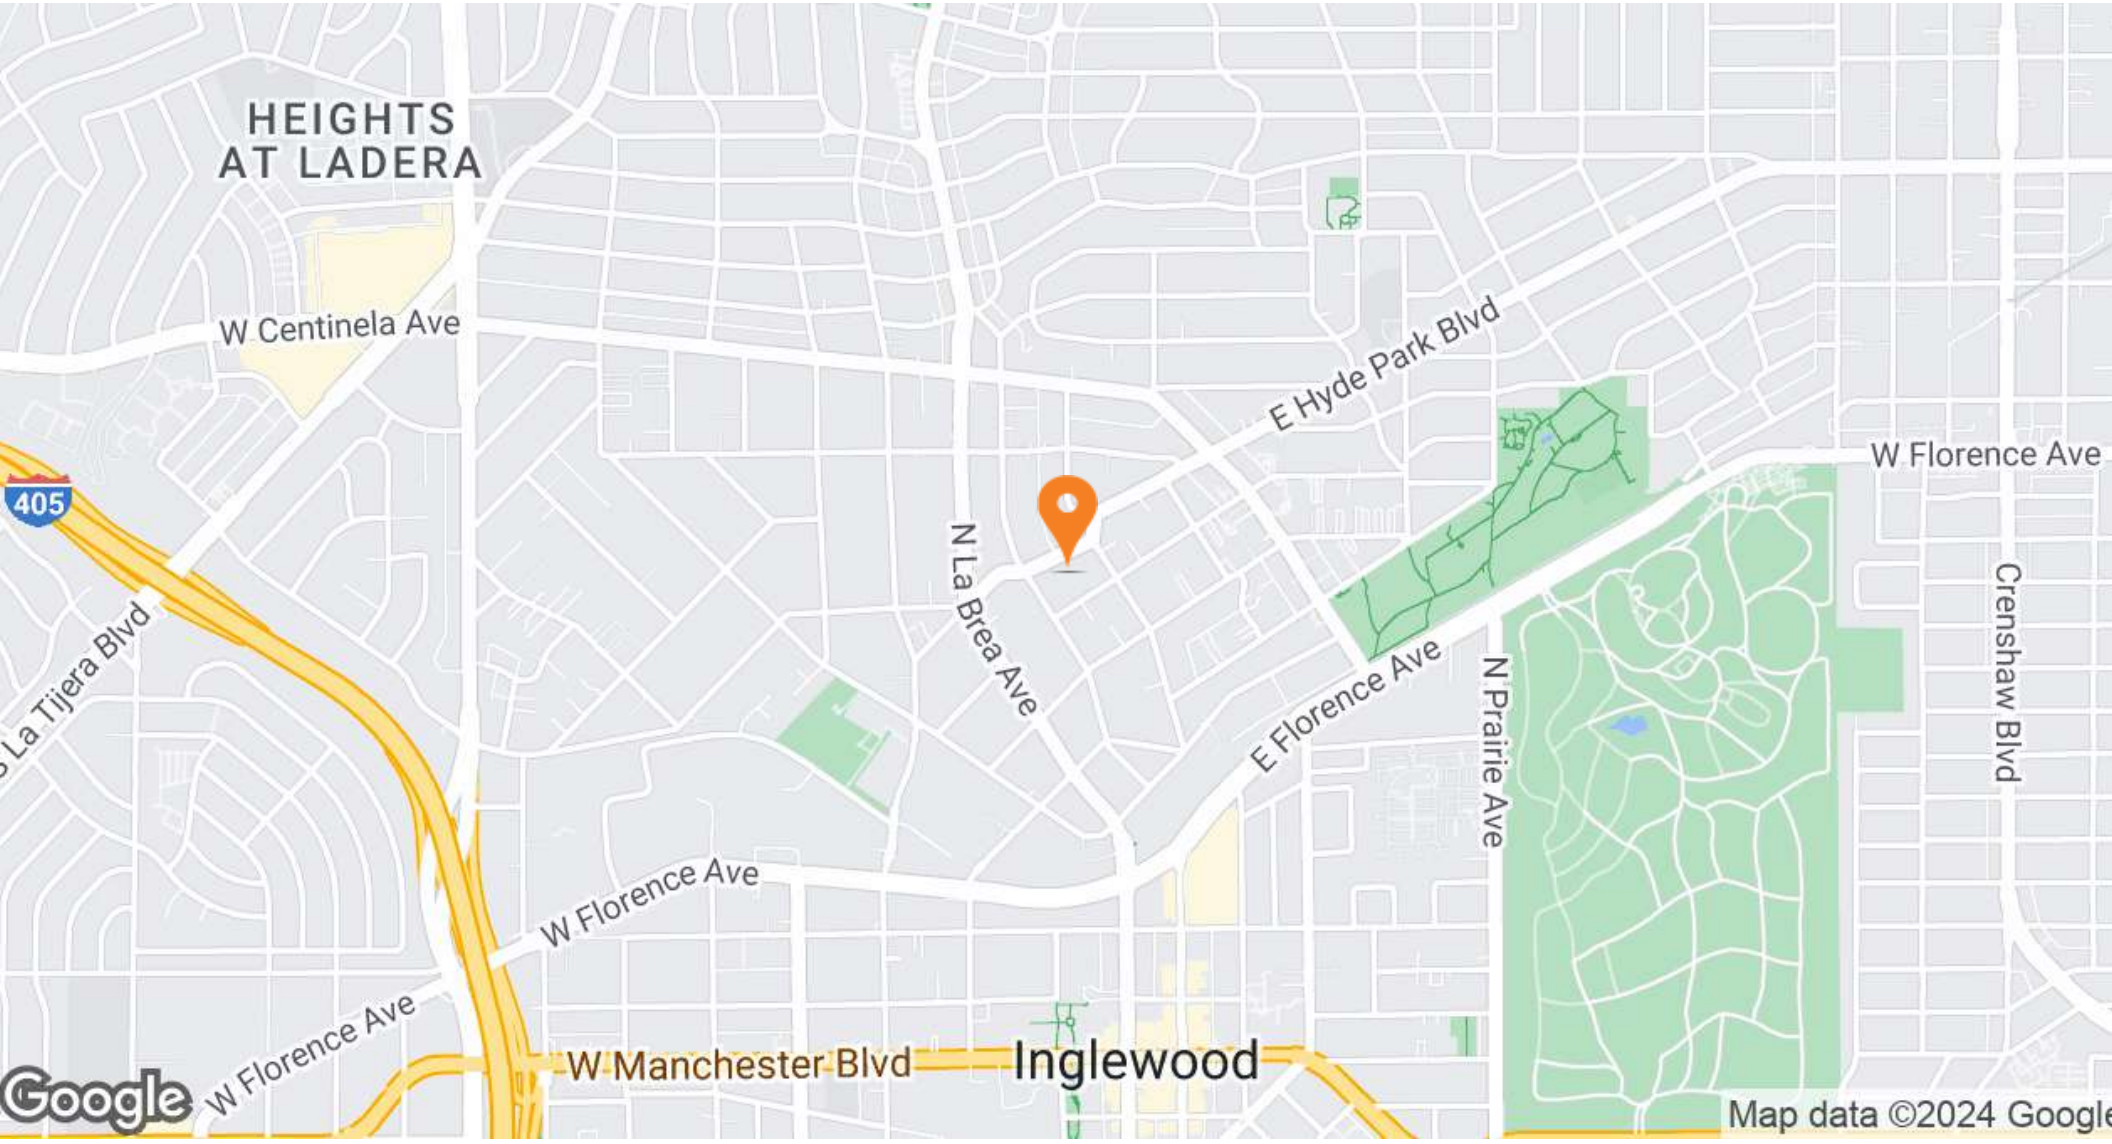 HEIGHTS
AT LADERA
W Centinela Ave
E Hyde Park Blvd
W Florence Ave
405
N La Brea Ave
Crenshaw Blvd
S La Tijera Blvd
E Florence Ave
N Prairie Ave
W Florence Ave
W Florence Ave
W Manchester Blvd
Inglewood
Google
Map data ©2024 Google